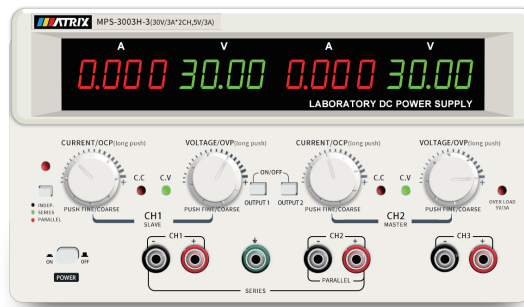 MATRIX MPS-3003H-3(30V/3A*2CH,5V/3A)
A V A V
0.000 30.00 0.000 30.00
LABORATORY DC POWER SUPPLY
CURRENT/OCP(long push) VOLTAGE/OVP(long push) CURRENT/OCP(long push) VOLTAGE/OVP(long push)
+ C.C C.V + ON/OFF + C.C C.V +
OUTPUT 1 OUTPUT 2
INDEP.
SERIES
PARALLEL
PUSH FINE/COARSE PUSH FINE/COARSE PUSH FINE/COARSE PUSH FINE/COARSE
OVER LOAD
5V/3A
CH1 CH2
SLAVE MASTER
- CH1 + - CH2 + - CH3 +
ON OFF
POWER
PARALLEL
SERIES